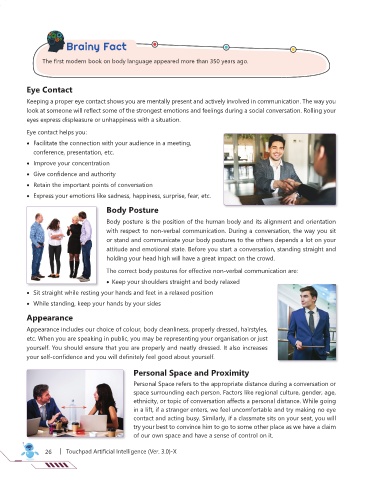 Brainy Fact
The first modern book on body language appeared more than 350 years ago.
Eye Contact
Keeping a proper eye contact shows you are mentally present and actively involved in communication. The way you
look at someone will reflect some of the strongest emotions and feelings during a social conversation. Rolling your
eyes express displeasure or unhappiness with a situation.
Eye contact helps you:
• Facilitate the connection with your audience in a meeting,
conference, presentation, etc.
• Improve your concentration
• Give confidence and authority
• Retain the important points of conversation
• Express your emotions like sadness, happiness, surprise, fear, etc.
Body Posture
Body posture is the position of the human body and its alignment and orientation
with respect to non-verbal communication. During a conversation, the way you sit
or stand and communicate your body postures to the others depends a lot on your
attitude and emotional state. Before you start a conversation, standing straight and
holding your head high will have a great impact on the crowd.
The correct body postures for effective non-verbal communication are:
• Keep your shoulders straight and body relaxed
• Sit straight while resting your hands and feet in a relaxed position
• While standing, keep your hands by your sides
Appearance
Appearance includes our choice of colour, body cleanliness, properly dressed, hairstyles,
etc. When you are speaking in public, you may be representing your organisation or just
yourself. You should ensure that you are properly and neatly dressed. It also increases
your self-confidence and you will definitely feel good about yourself.
Personal Space and Proximity
Personal Space refers to the appropriate distance during a conversation or
space surrounding each person. Factors like regional culture, gender, age,
ethnicity, or topic of conversation affects a personal distance. While going
in a lift, if a stranger enters, we feel uncomfortable and try making no eye
contact and acting busy. Similarly, if a classmate sits on your seat, you will
try your best to convince him to go to some other place as we have a claim
of our own space and have a sense of control on it.
26 | Touchpad Artificial Intelligence (Ver. 3.0)-X